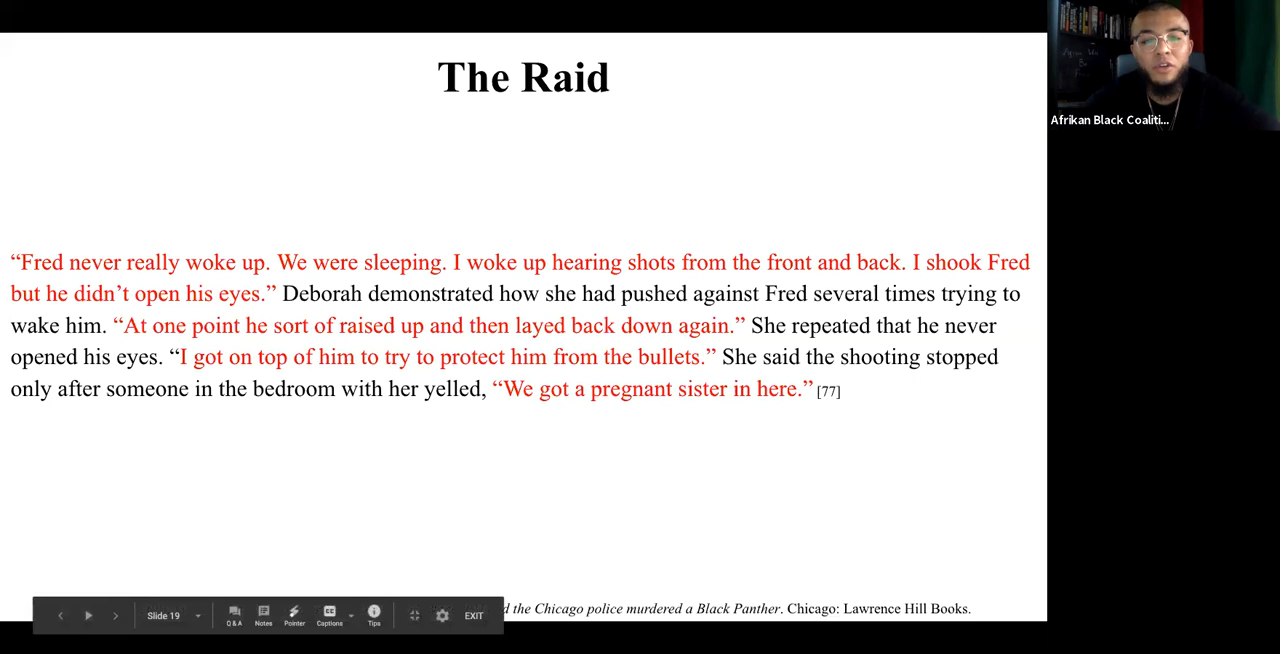 The Raid
Afrikan Black Coaliti...
“Fred never really woke up. We were sleeping. I woke up hearing shots from the front and back. I shook Fred
but he didn’t open his eyes.” Deborah demonstrated how she had pushed against Fred several times trying to
wake him. “At one point he sort of raised up and then layed back down again.” She repeated that he never
opened his eyes. “I got on top of him to try to protect him from the bullets.” She said the shooting stopped
only after someone in the bedroom with her yelled, “We got a pregnant sister in here.” [77]
d the Chicago police murdered a Black Panther. Chicago: Lawrence Hill Books.
Slide 19
Q & A
Notes
Pointer
CC
Captions
Tips
EXIT